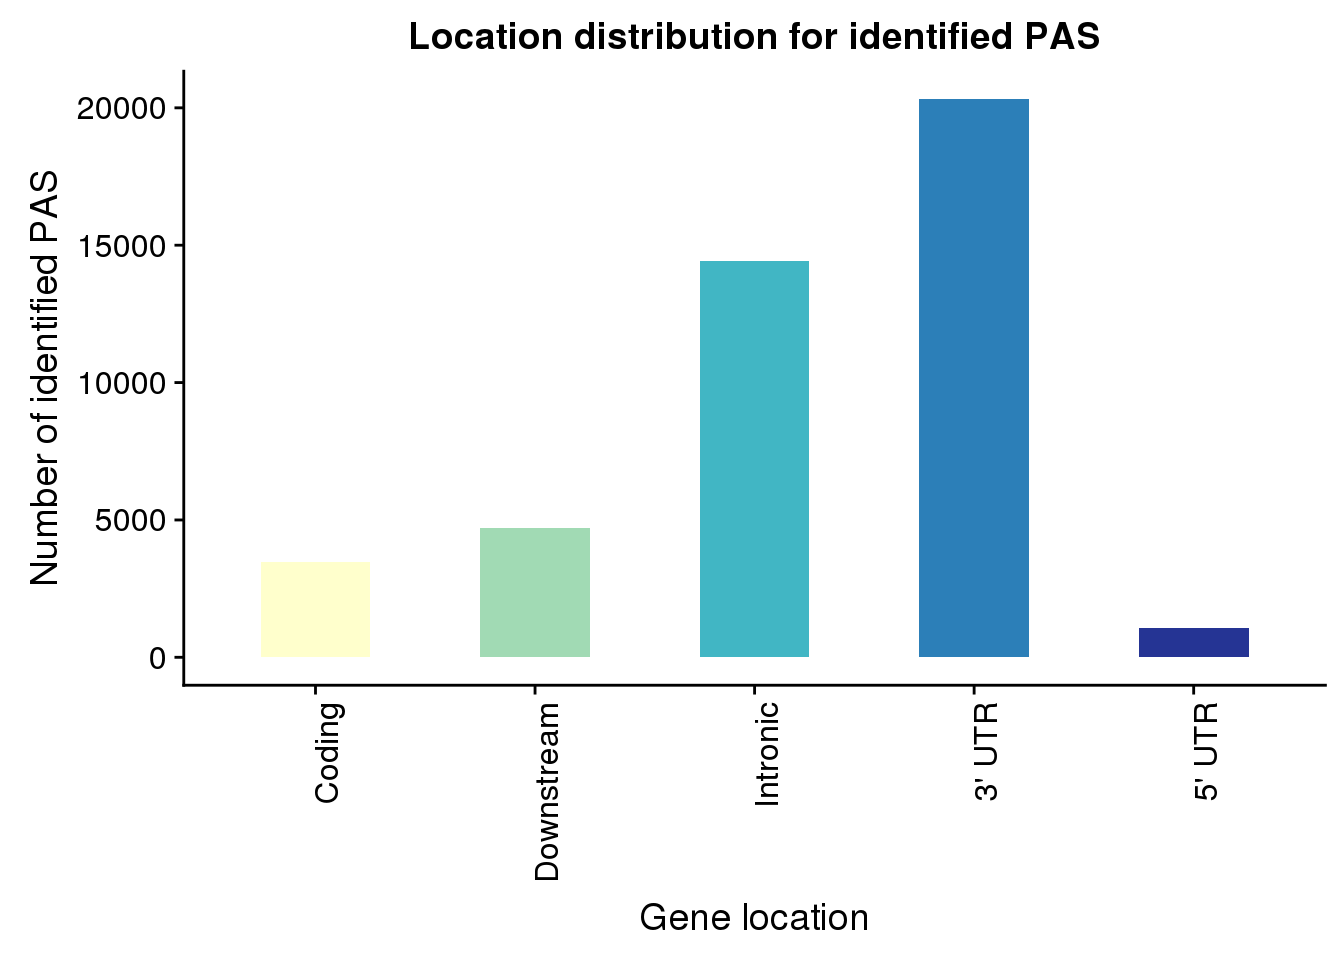 Location distribution for identified PAS
Number of identified PAS
20000
15000
10000
5000
0
Coding
Downstream
Intronic
3' UTR
5' UTR
Gene location